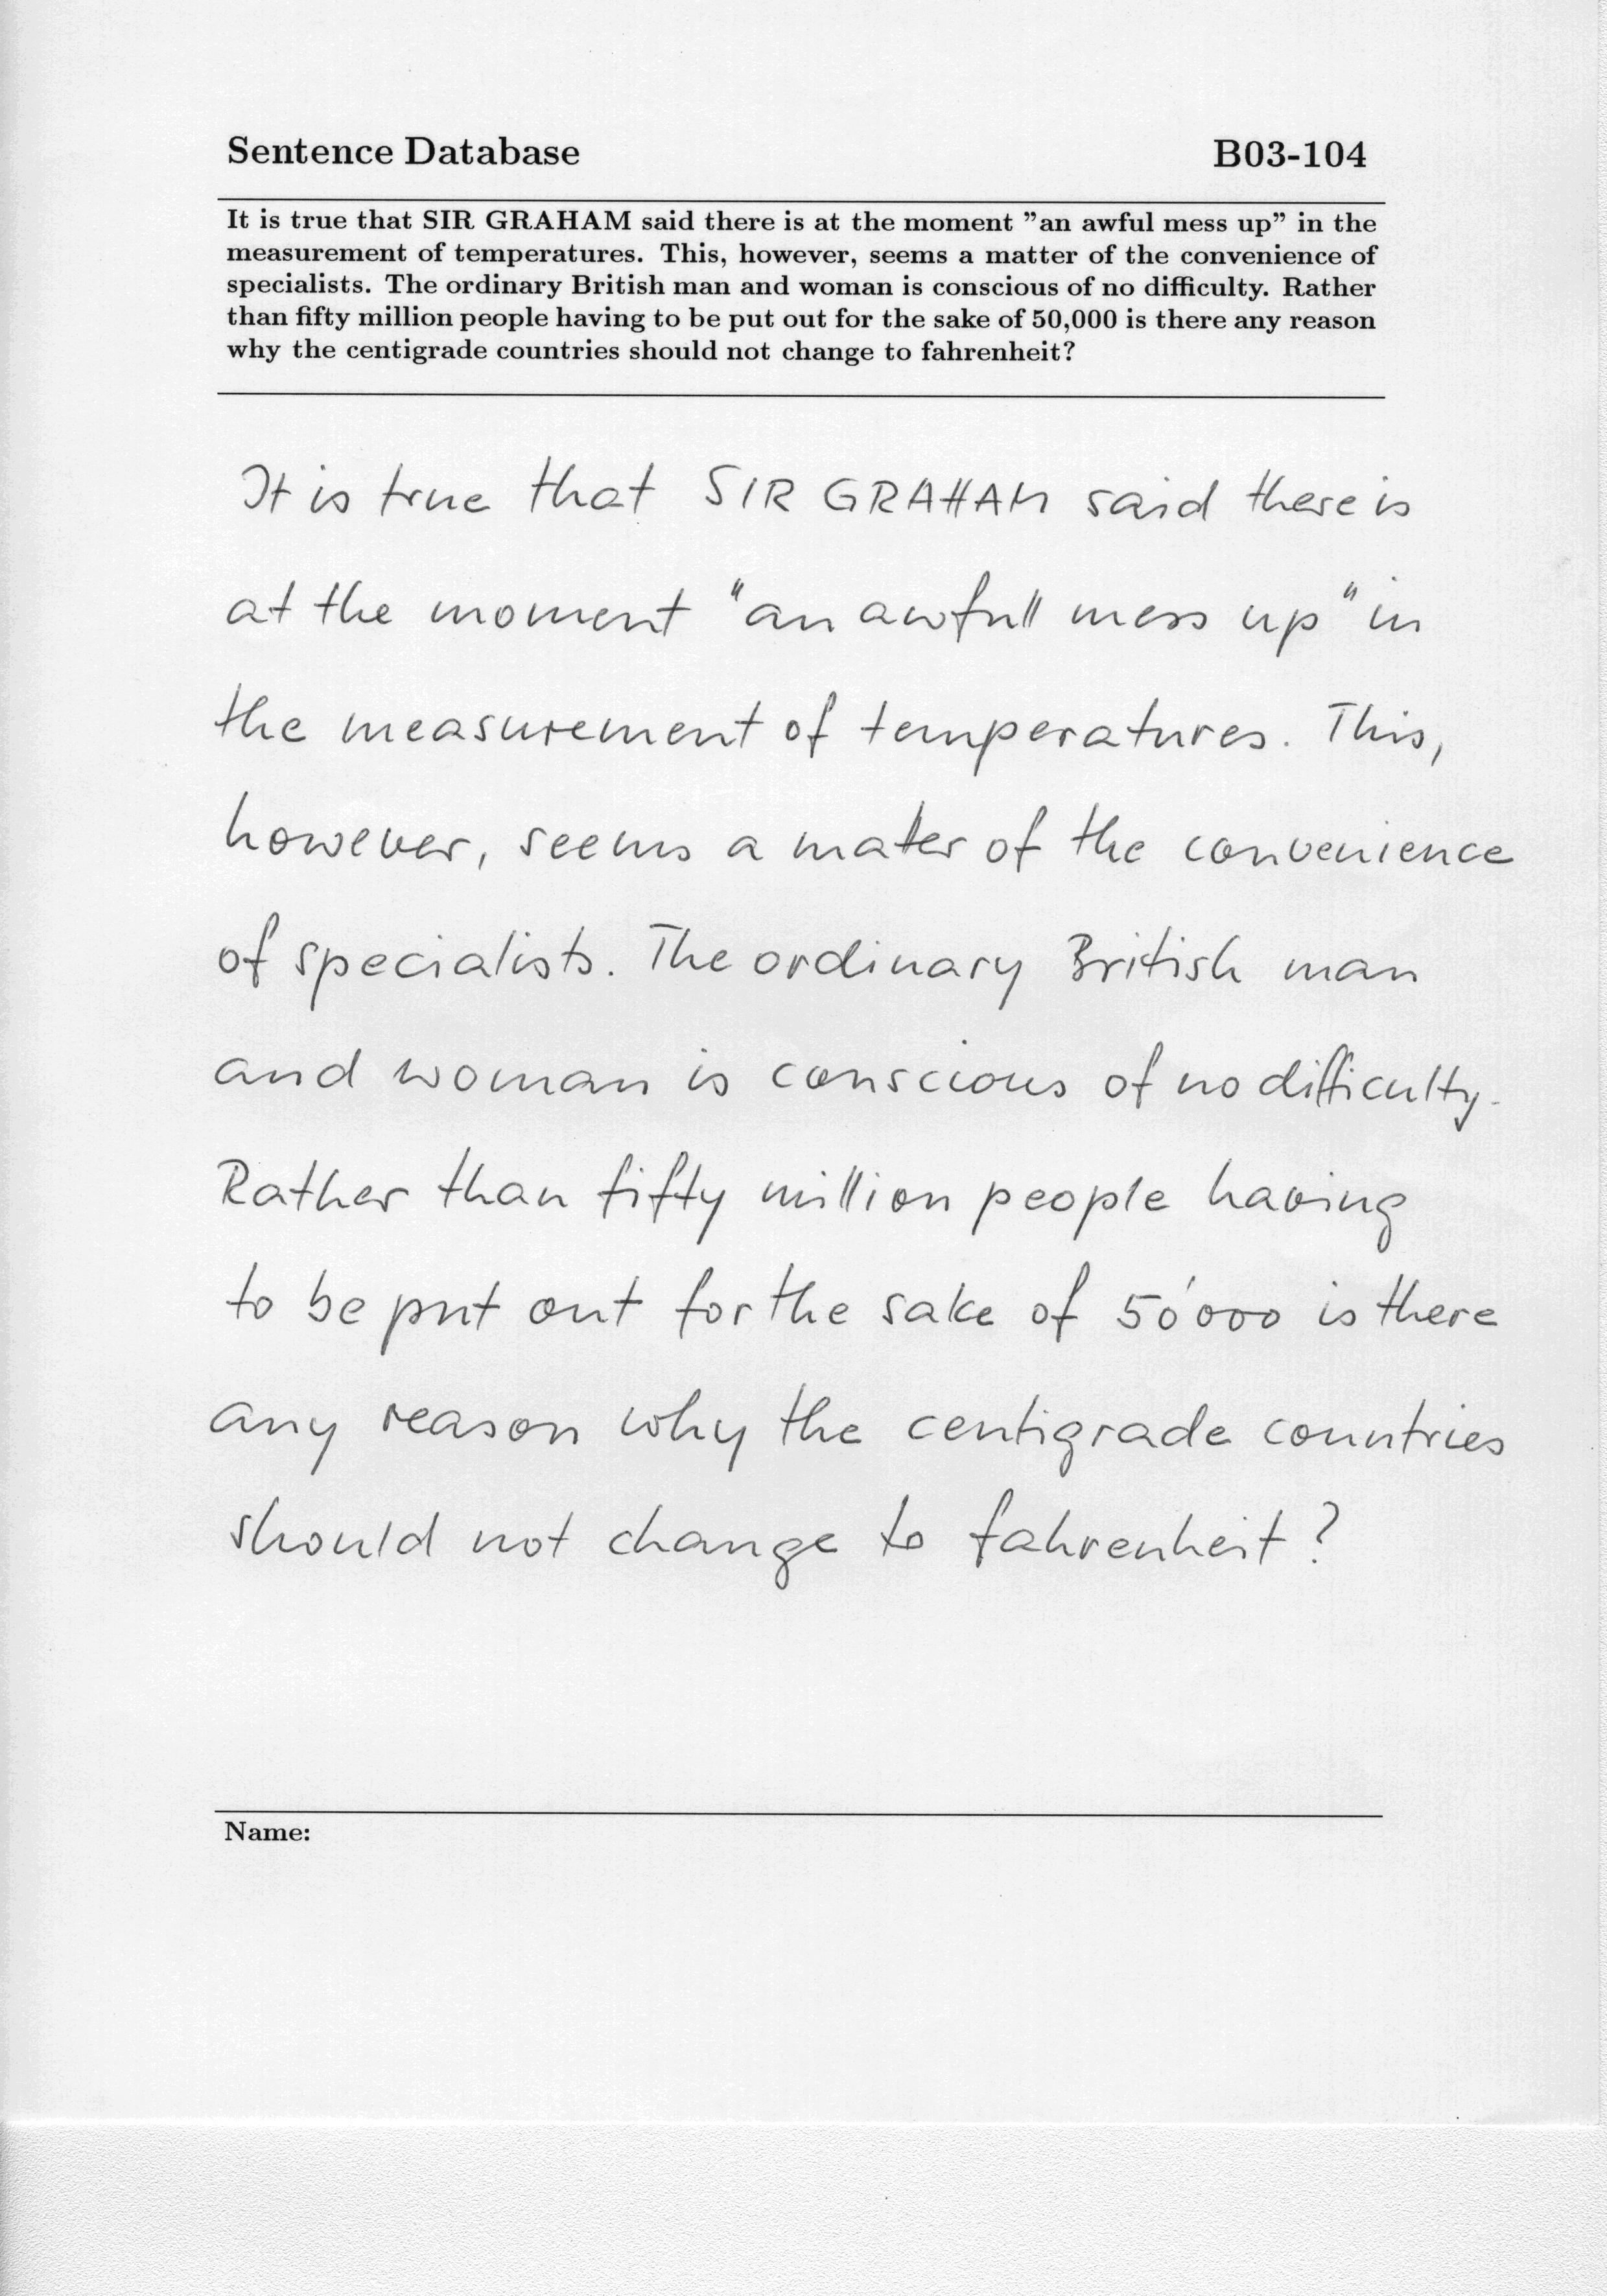 Sentence Database B03-104
It is true that SIR GRAHAM said there is at the moment ”an awful mess up” in the
measurement of temperatures. This, however, seems a matter of the convenience of
specialists. The ordinary British man and woman is conscious of no difficulty. Rather
than fifty million people having to be put out for the sake of 50,000 is there any reason
why the centigrade countries should not change to fahrenheit?
It is true that SIR GRAHAM said there is
at the moment "an awfull mess up" in
the measurement of temperatures. This,
however, seems a matter of the convenience
of specialists. The ordinary British man
and woman is conscious of no difficulty.
Rather than fifty million people having
to be put out for the sake of 50'000 is there
any reason why the centigrade countries
should not change to fahrenheit?
Name: